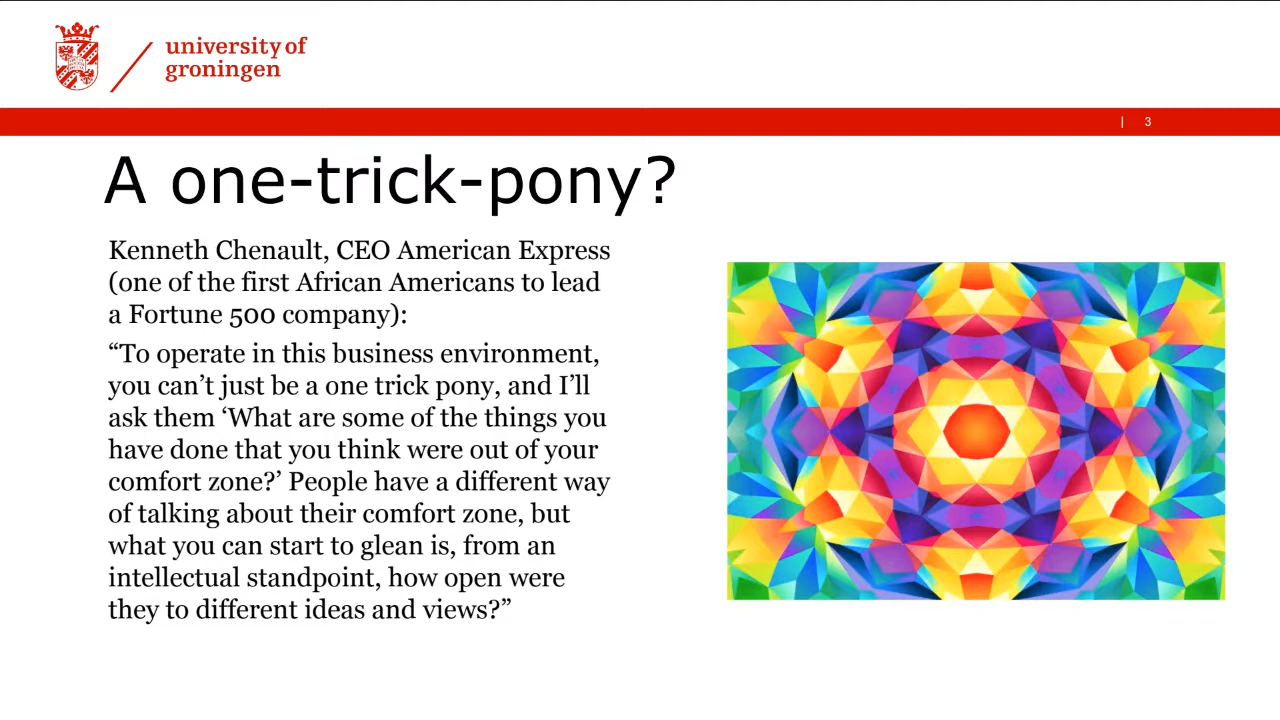 university of
groningen
| 3
A one-trick-pony?
Kenneth Chenault, CEO American Express
(one of the first African Americans to lead
a Fortune 500 company):
“To operate in this business environment,
you can’t just be a one trick pony, and I’ll
ask them ‘What are some of the things you
have done that you think were out of your
comfort zone?’ People have a different way
of talking about their comfort zone, but
what you can start to glean is, from an
intellectual standpoint, how open were
they to different ideas and views?”